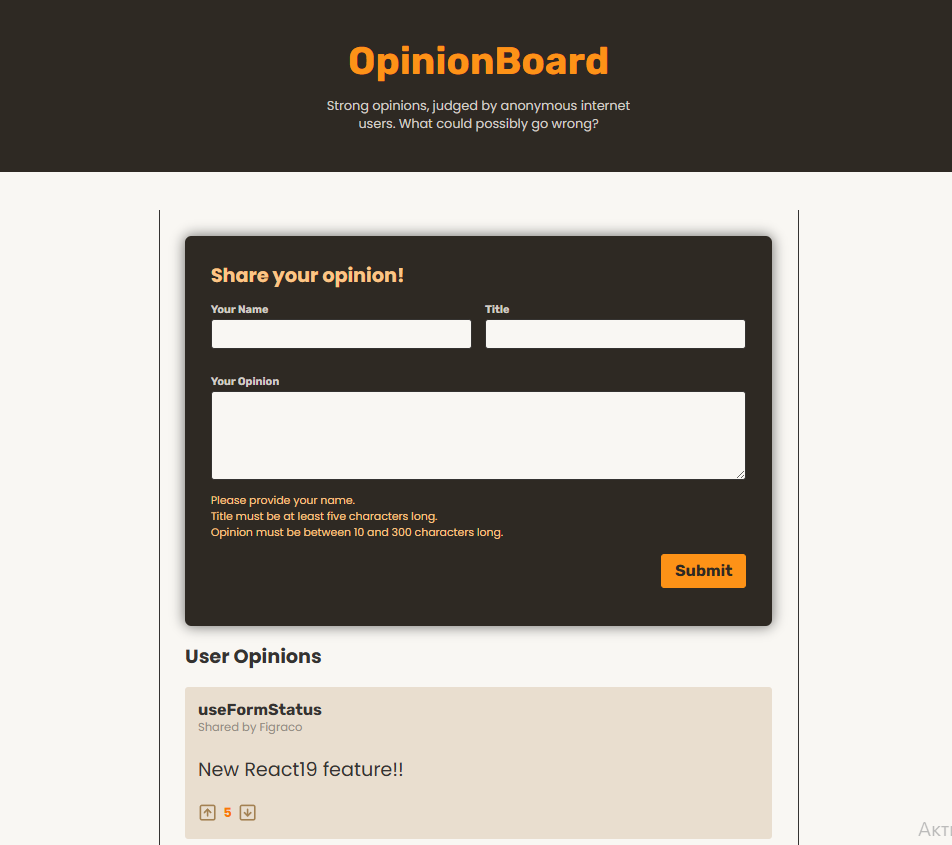 OpinionBoard
Strong opinions, judged by anonymous internet
users. What could possibly go wrong?
Share your opinion!
Your Name
Title
Your Opinion
Please provide your name.
Title must be at least five characters long.
Opinion must be between 10 and 300 characters long.
Submit
User Opinions
useFormStatus
Shared by Figraco
New React19 feature!!
5